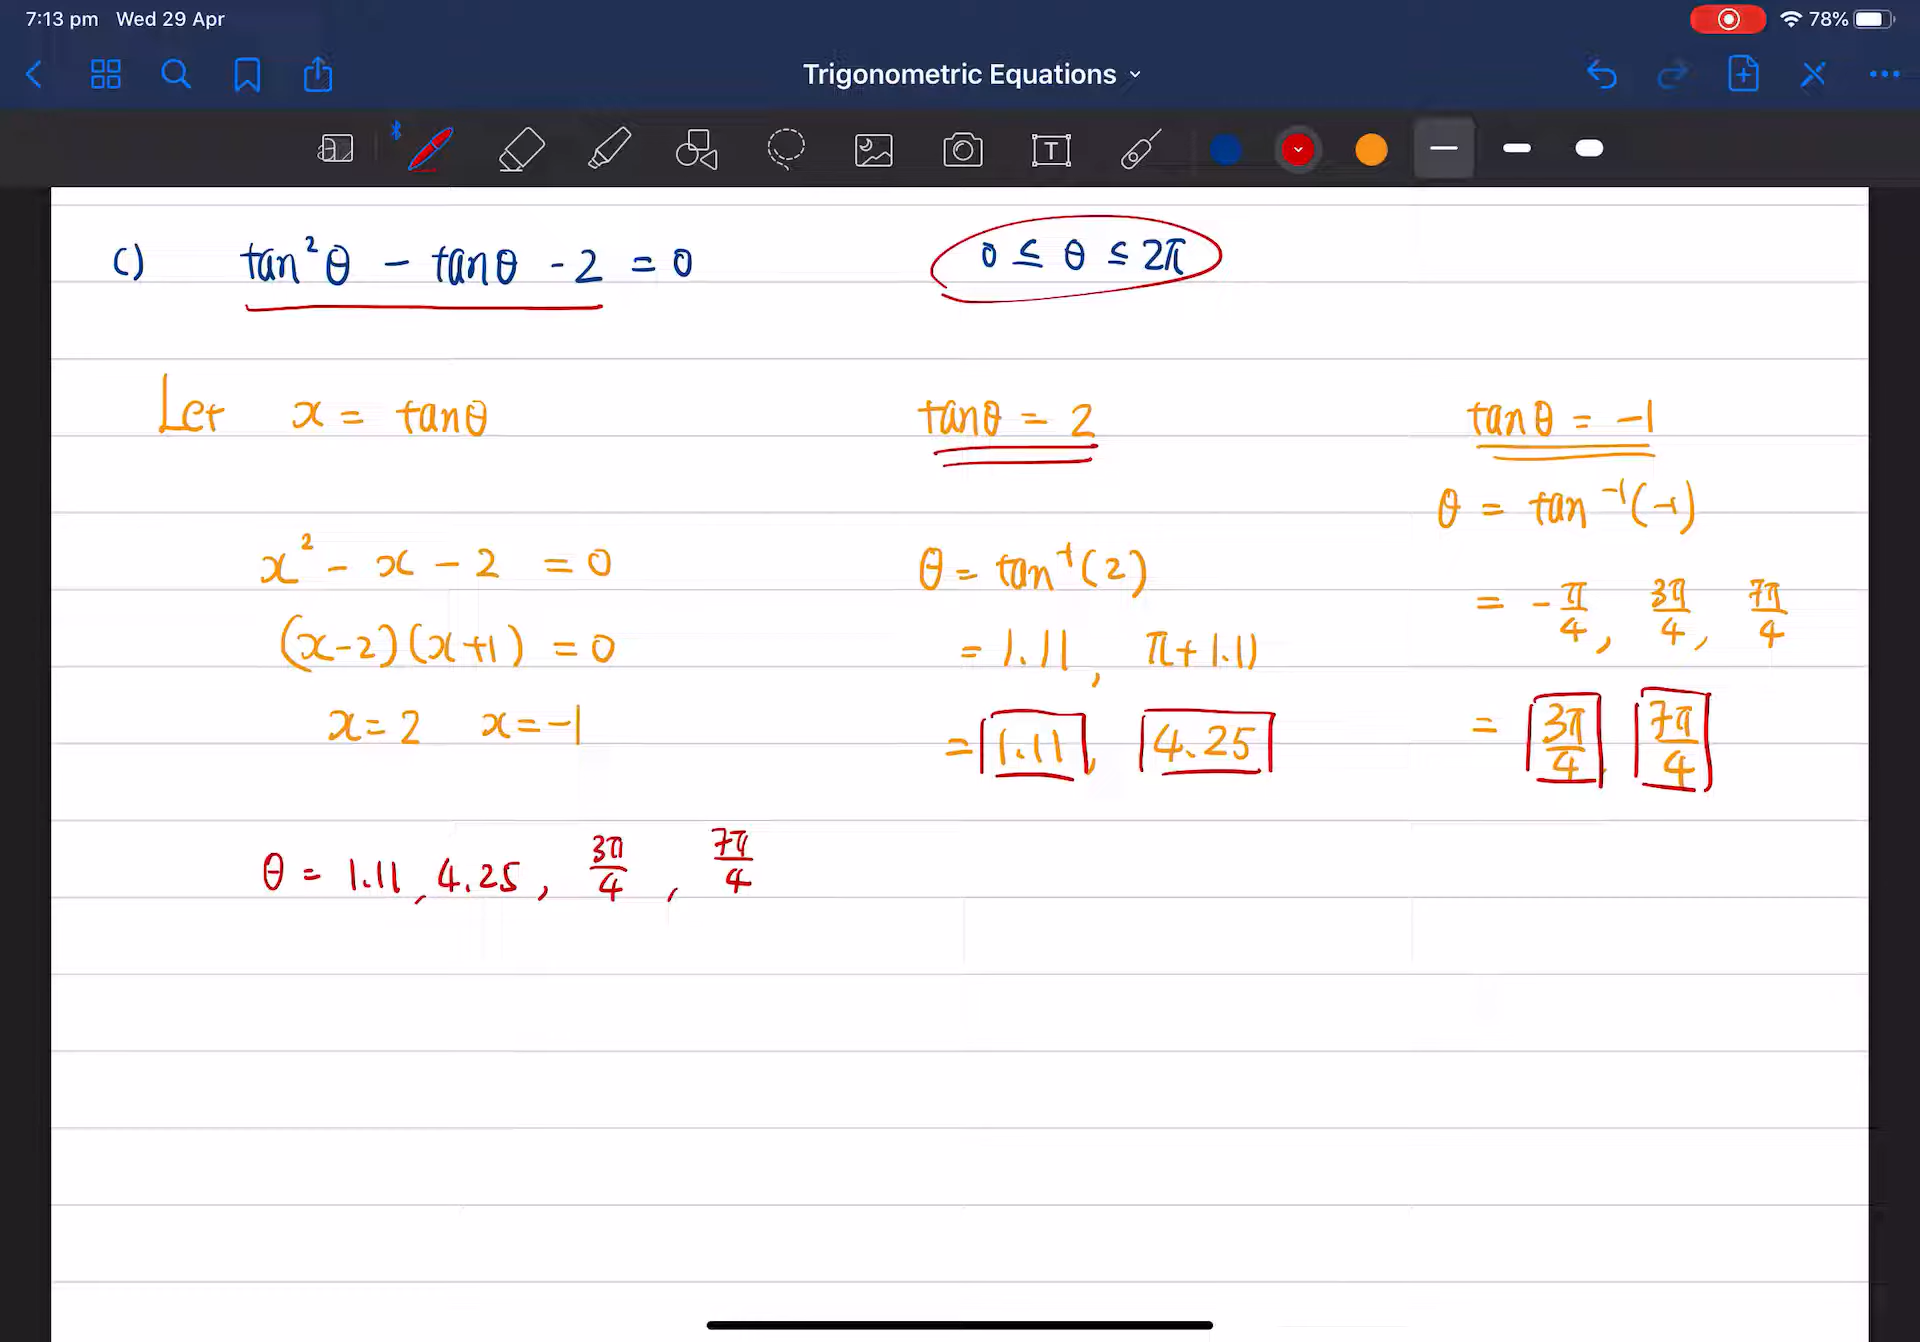 7:13 pm Wed 29 Apr
78%
Trigonometric Equations
T
c) tan²θ – tanθ - 2 = 0
0 ≤ θ ≤ 2π
Let x = tanθ
x² – x – 2 = 0
(x-2)(x+1) = 0
x = 2 x = -1
tanθ = 2
θ = tan⁻¹(2)
= 1.11, π + 1.11
= 1.11, 4.25
tanθ = -1
θ = tan⁻¹(-1)
= -π/4, 3π/4, 7π/4
= 3π/4, 7π/4
θ = 1.11, 4.25, 3π/4, 7π/4